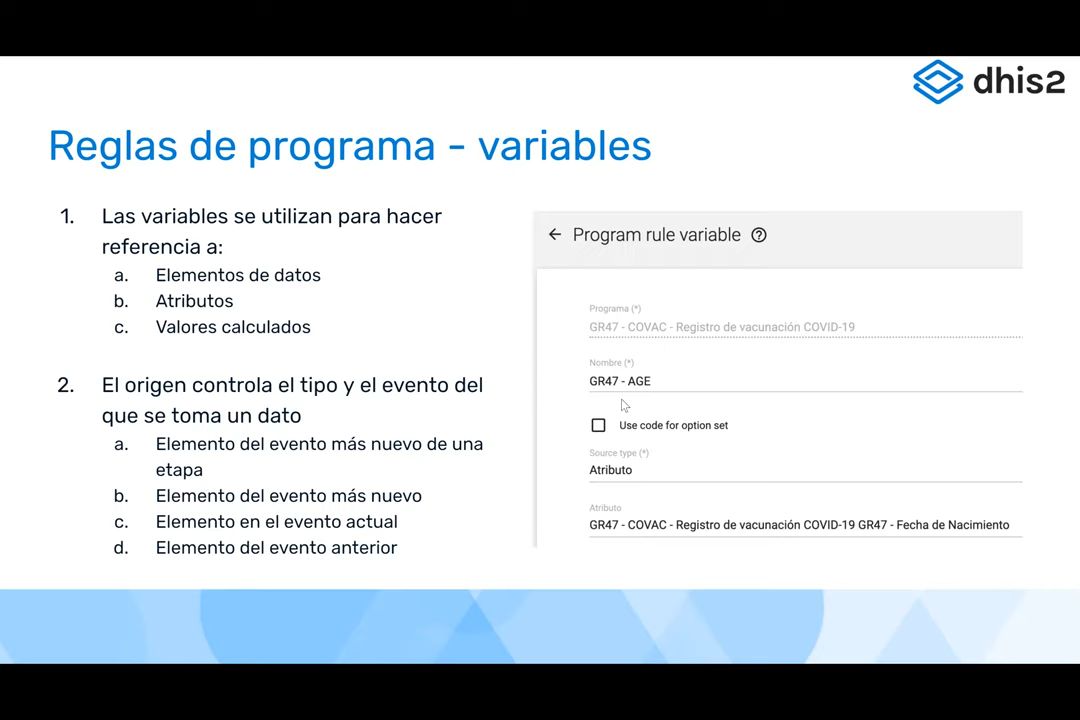 dhis2
Reglas de programa - variables
1. Las variables se utilizan para hacer
referencia a:
a. Elementos de datos
b. Atributos
c. Valores calculados
2. El origen controla el tipo y el evento del
que se toma un dato
a. Elemento del evento más nuevo de una
etapa
b. Elemento del evento más nuevo
c. Elemento en el evento actual
d. Elemento del evento anterior
Program rule variable
Programa (*)
GR47 - COVAC - Registro de vacunación COVID-19
Nombre (*)
GR47 - AGE
Use code for option set
Source type (*)
Atributo
Atributo
GR47 - COVAC - Registro de vacunación COVID-19 GR47 - Fecha de Nacimiento